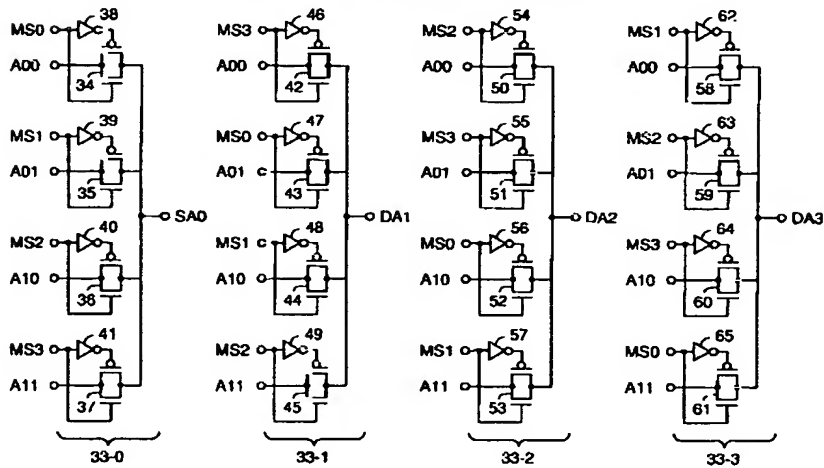 38 46 54 62
MS0 MS3 MS2 MS1
A00 A00 A00 A00
34 42 50 58
39 47 55 63
MS1 MS0 MS3 MS2
A01 A01 A01 A01
35 43 51 59
SA0 DA1 DA2 DA3
40 48 56 64
MS2 MS1 MS0 MS3
A10 A10 A10 A10
36 44 52 60
41 49 57 65
MS3 MS2 MS1 MS0
A11 A11 A11 A11
37 45 53 61
33-0 33-1 33-2 33-3